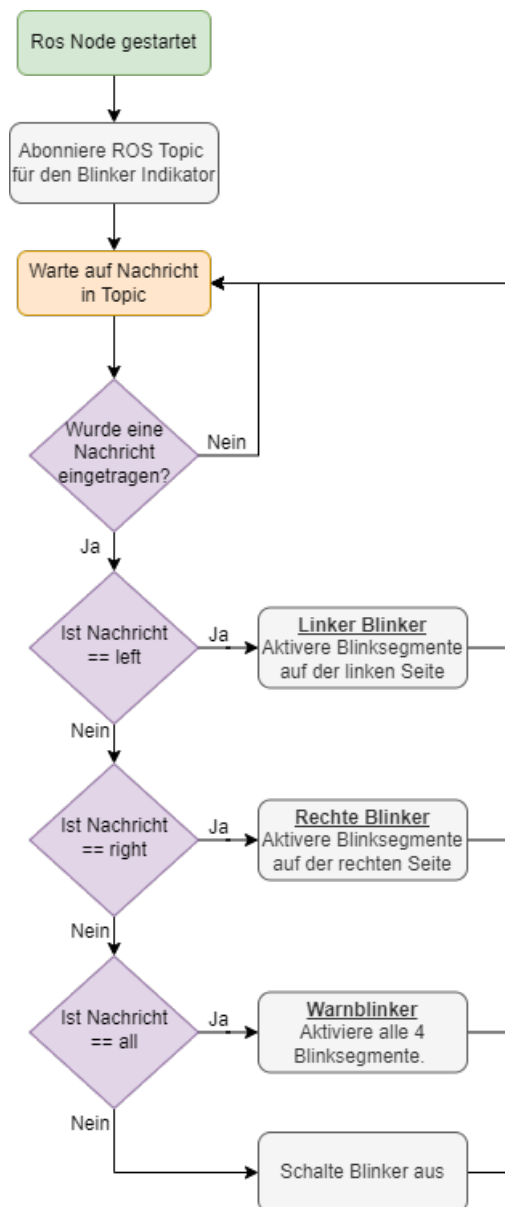 Ros Node gestartet
Abonniere ROS Topic
für den Blinker Indikator
Warte auf Nachricht
in Topic
Wurde eine
Nachricht
eingetragen?
Nein
Ja
Ist Nachricht
== left
Ja
Linker Blinker
Aktivere Blinksegmente
auf der linken Seite
Nein
Ist Nachricht
== right
Ja
Rechte Blinker
Aktivere Blinksegmente
auf der rechten Seite
Nein
Ist Nachricht
== all
Ja
Warnblinker
Aktiviere alle 4
Blinksegmente.
Nein
Schalte Blinker aus